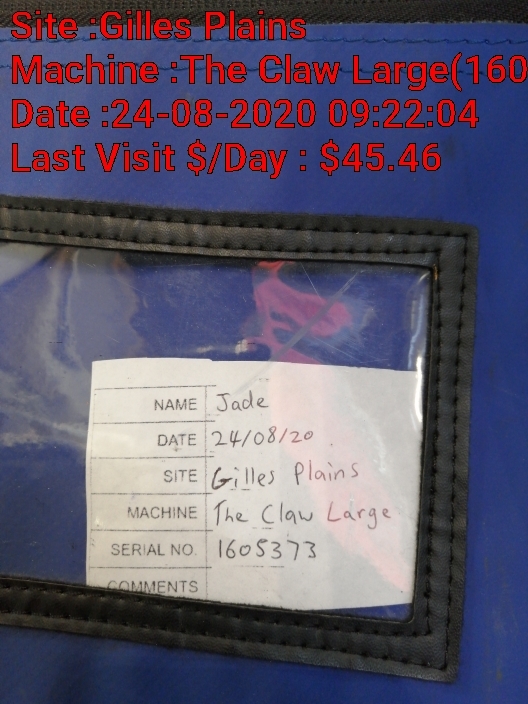 Site :Gilles Plains
Machine :The Claw Large(160
Date :24-08-2020 09:22:04
Last Visit $/Day : $45.46
NAME Jade
DATE 24/08/20
SITE Gilles Plains
MACHINE The Claw Large
SERIAL NO. 1605373
COMMENTS